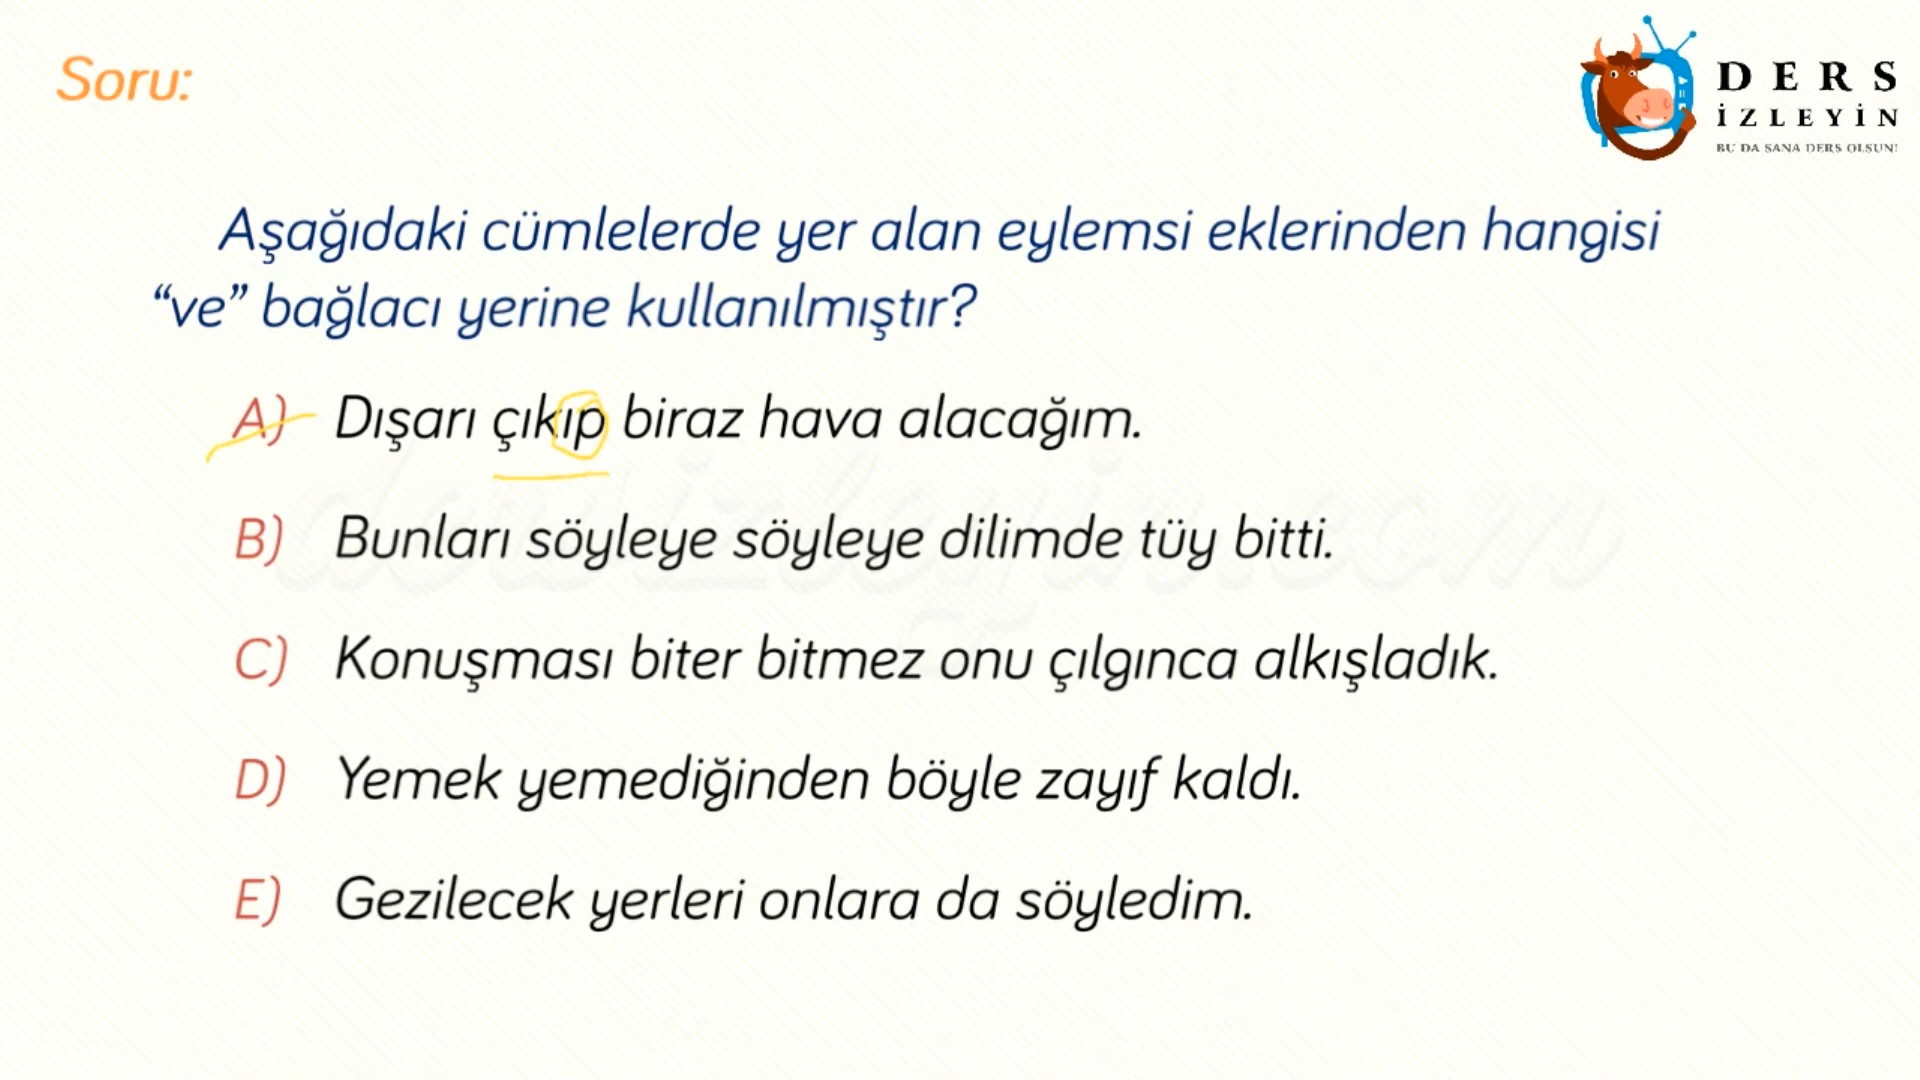 Soru:
DERS
İZLEYİN
BU DA SANA DERS OLSUN!
Aşağıdaki cümlelerde yer alan eylemsi eklerinden hangisi
“ve” bağlacı yerine kullanılmıştır?
A) Dışarı çıkıp biraz hava alacağım.
B) Bunları söyleye söyleye dilimde tüy bitti.
C) Konuşması biter bitmez onu çılgınca alkışladık.
D) Yemek yemediğinden böyle zayıf kaldı.
E) Gezilecek yerleri onlara da söyledim.